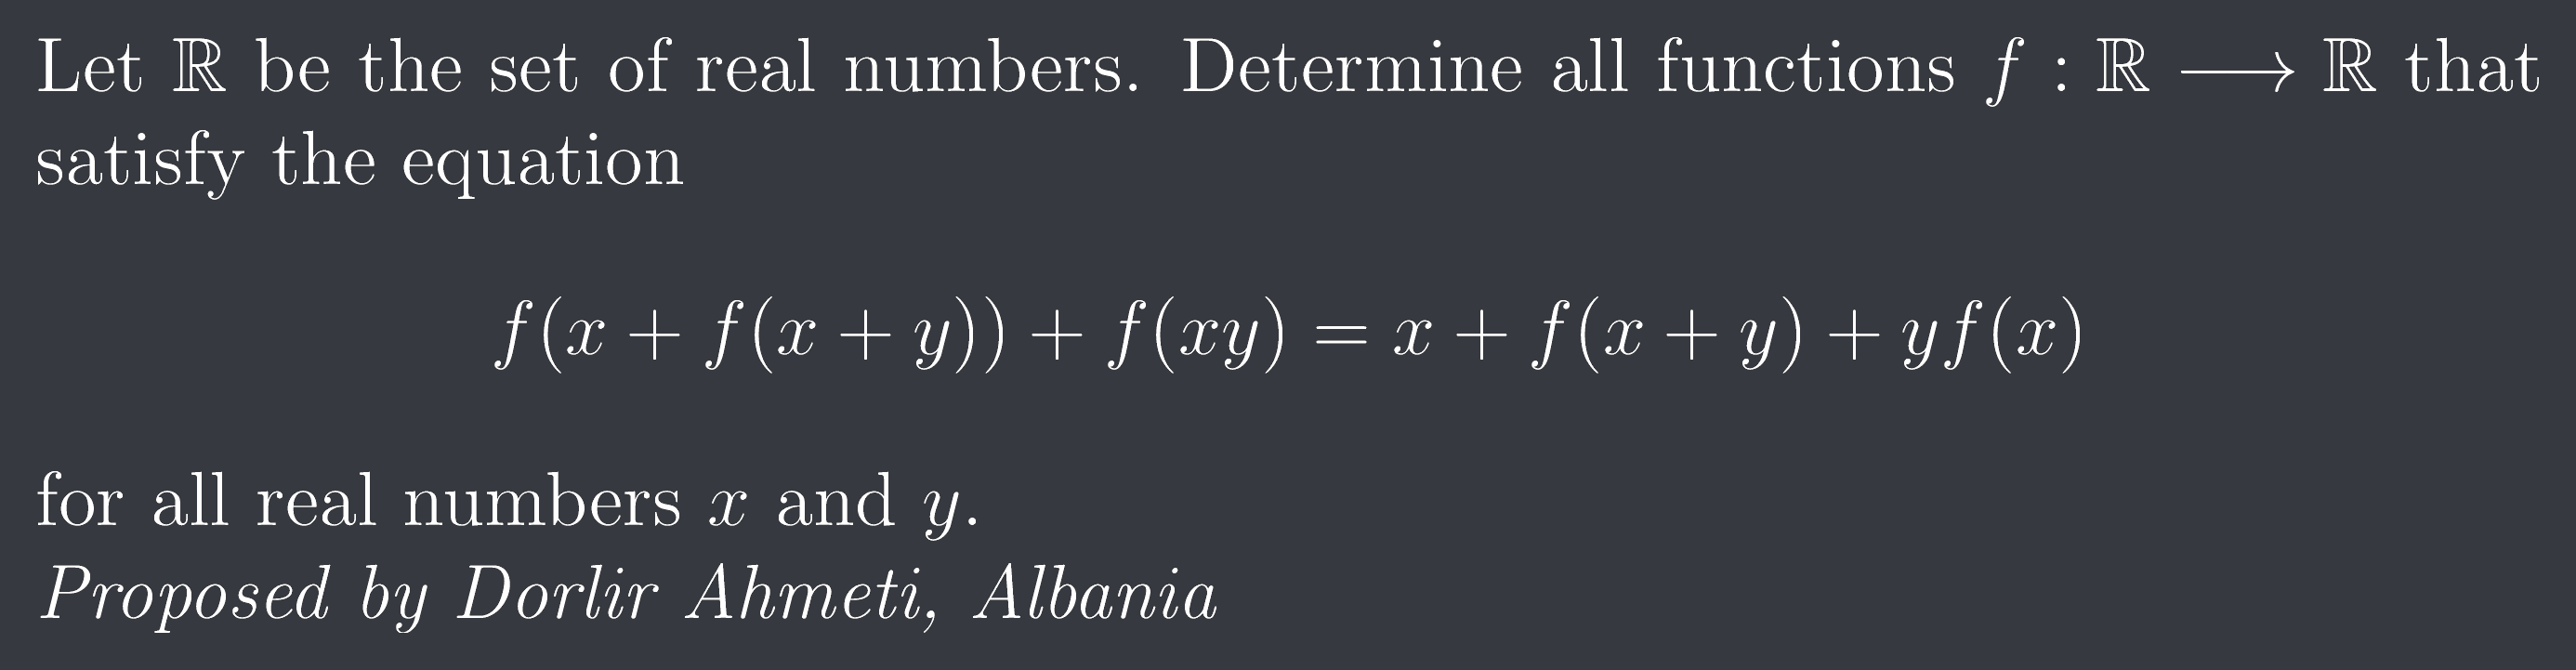 Let ℝ be the set of real numbers. Determine all functions f : ℝ ⟶ ℝ that
satisfy the equation
f(x + f(x + y)) + f(xy) = x + f(x + y) + yf(x)
for all real numbers x and y.
Proposed by Dorlir Ahmeti, Albania